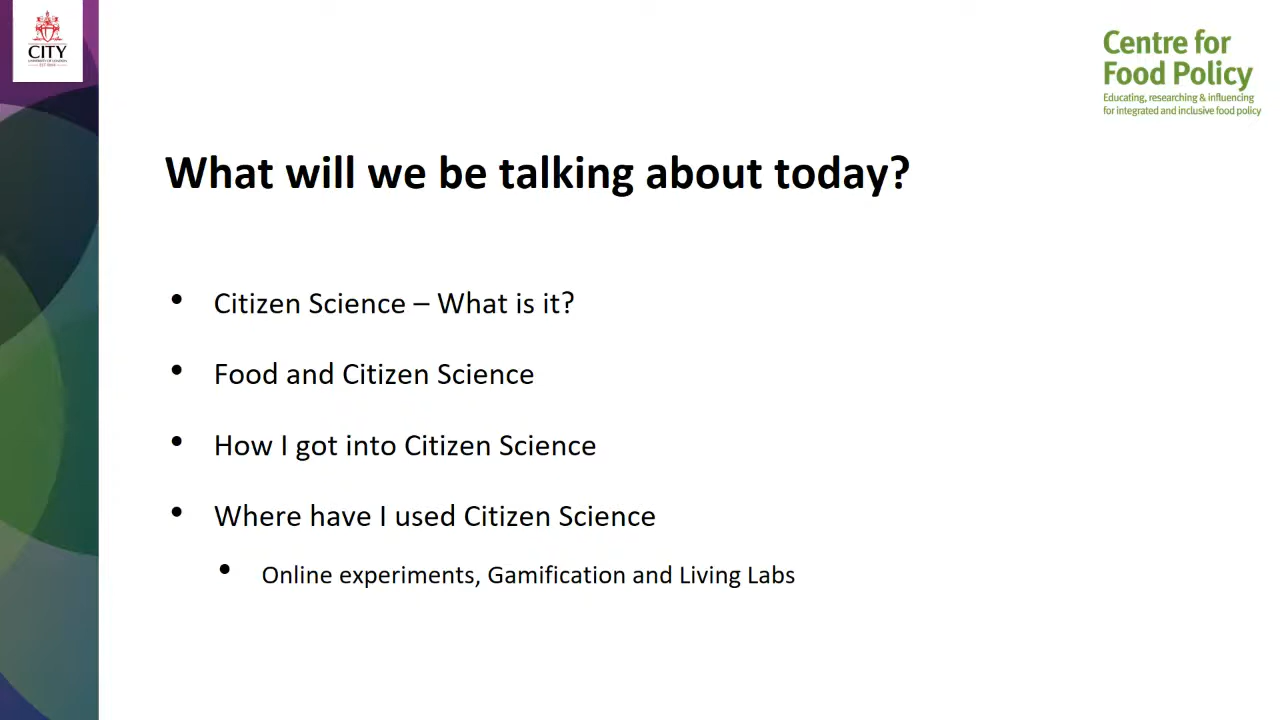 CITY
UNIVERSITY OF LONDON
EST 1894
Centre for
Food Policy
Educating, researching & influencing
for integrated and inclusive food policy
What will we be talking about today?
• Citizen Science – What is it?
• Food and Citizen Science
• How I got into Citizen Science
• Where have I used Citizen Science
• Online experiments, Gamification and Living Labs